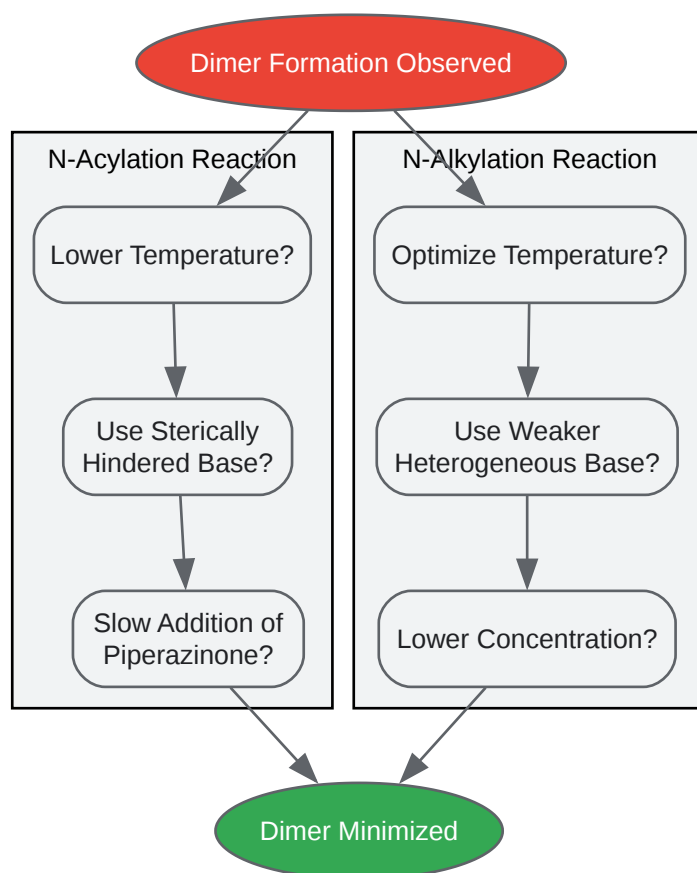 Dimer Formation Observed
N-Acylation Reaction
Lower Temperature?
Use Sterically
Hindered Base?
Slow Addition of
Piperazinone?
N-Alkylation Reaction
Optimize Temperature?
Use Weaker
Heterogeneous Base?
Lower Concentration?
Dimer Minimized